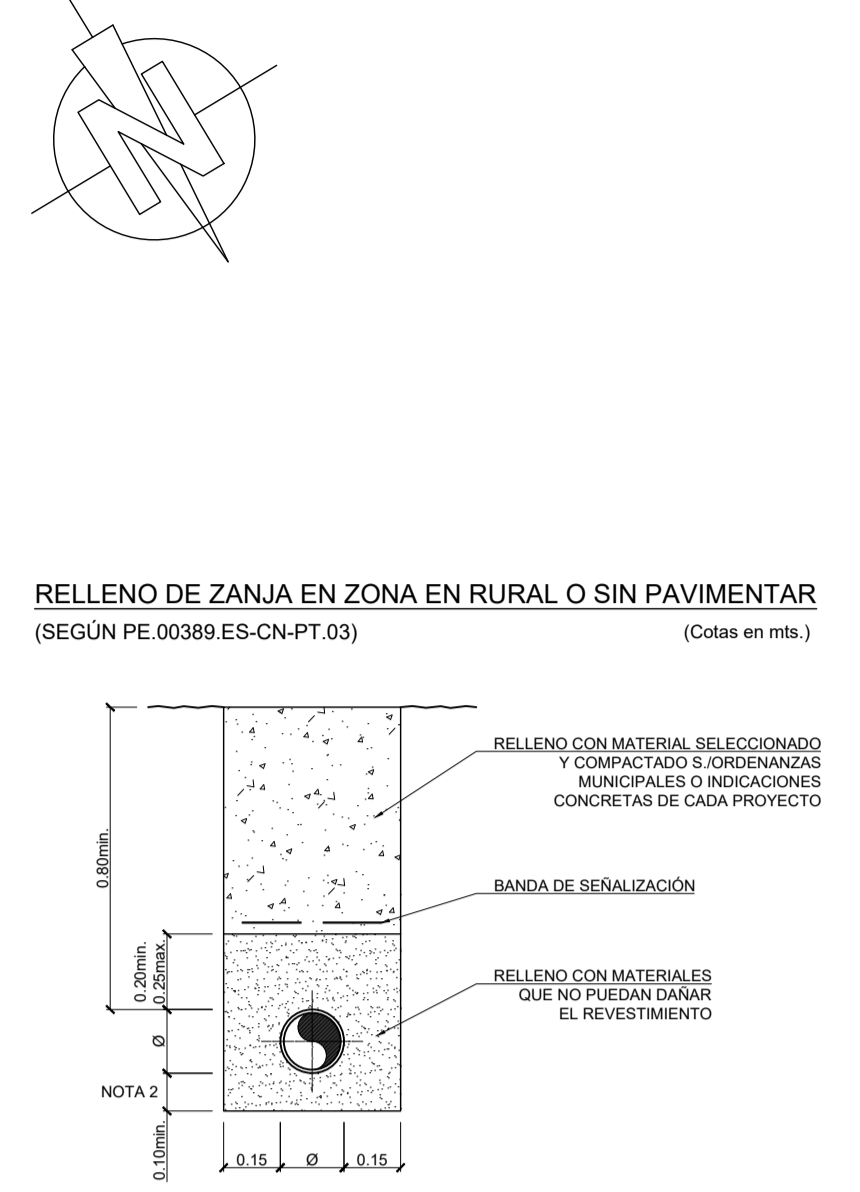 N
RELLENO DE ZANJA EN ZONA EN RURAL O SIN PAVIMENTAR
(SEGÚN PE.00389.ES-CN-PT.03)
(Cotas en mts.)
RELLENO CON MATERIAL SELECCIONADO
Y COMPACTADO S./ORDENANZAS
MUNICIPALES O INDICACIONES
CONCRETAS DE CADA PROYECTO
0.80min.
BANDA DE SEÑALIZACIÓN
0.20min.
0.25max.
RELLENO CON MATERIALES
QUE NO PUEDAN DAÑAR
EL REVESTIMIENTO
Ø
NOTA 2
0.10min.
0.15
Ø
0.15